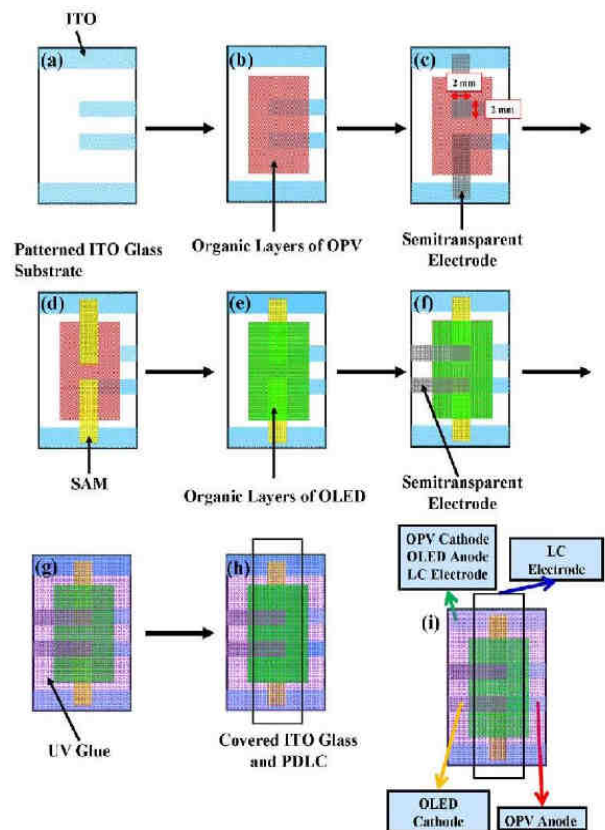 ITO
(a)
(b)
(c)
2 mm
2 mm
Patterned ITO Glass
Substrate
Organic Layers of OPV
Semitransparent
Electrode
(d)
(e)
(f)
SAM
Organic Layers of OLED
Semitransparent
Electrode
(g)
(h)
OPV Cathode
OLED Anode
LC Electrode
LC
Electrode
(i)
UV Glue
Covered ITO Glass
and PDLC
OLED
Cathode
OPV Anode